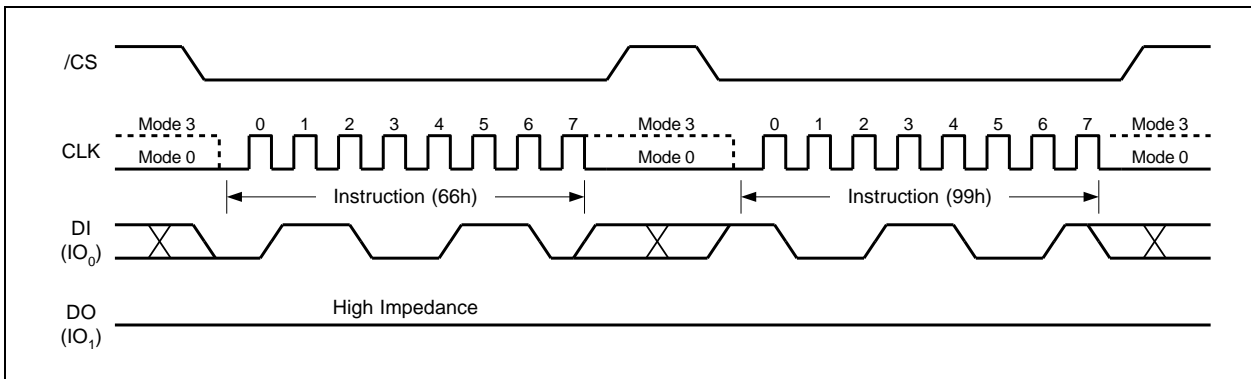 /CS
Mode 3 0 1 2 3 4 5 6 7 Mode 3 0 1 2 3 4 5 6 7 Mode 3
CLK
Mode 0 Mode 0 Mode 0
Instruction (66h) Instruction (99h)
DI
(IO0)
High Impedance
DO
(IO1)